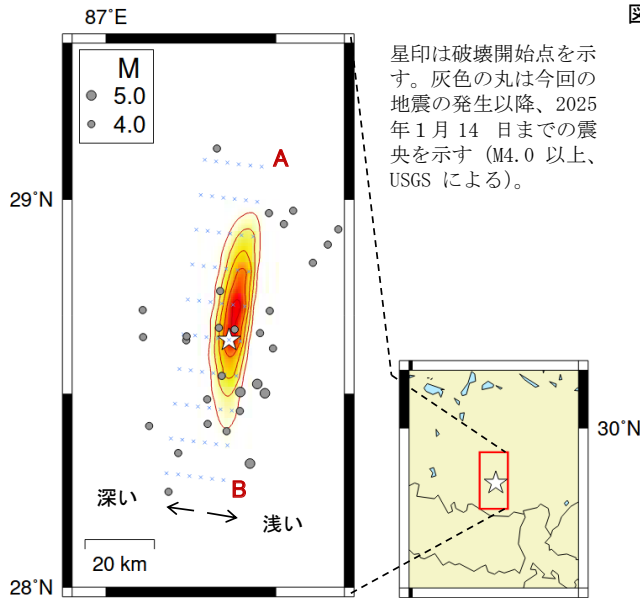 87°E
M
5.0
4.0
A
29°N
B
深い
浅い
20 km
28°N
図
星印は破壊開始点を示
す。灰色の丸は今回の
地震の発生以降、2025
年１月 14 日までの震
央を示す (M4.0 以上、
USGS による)。
30°N